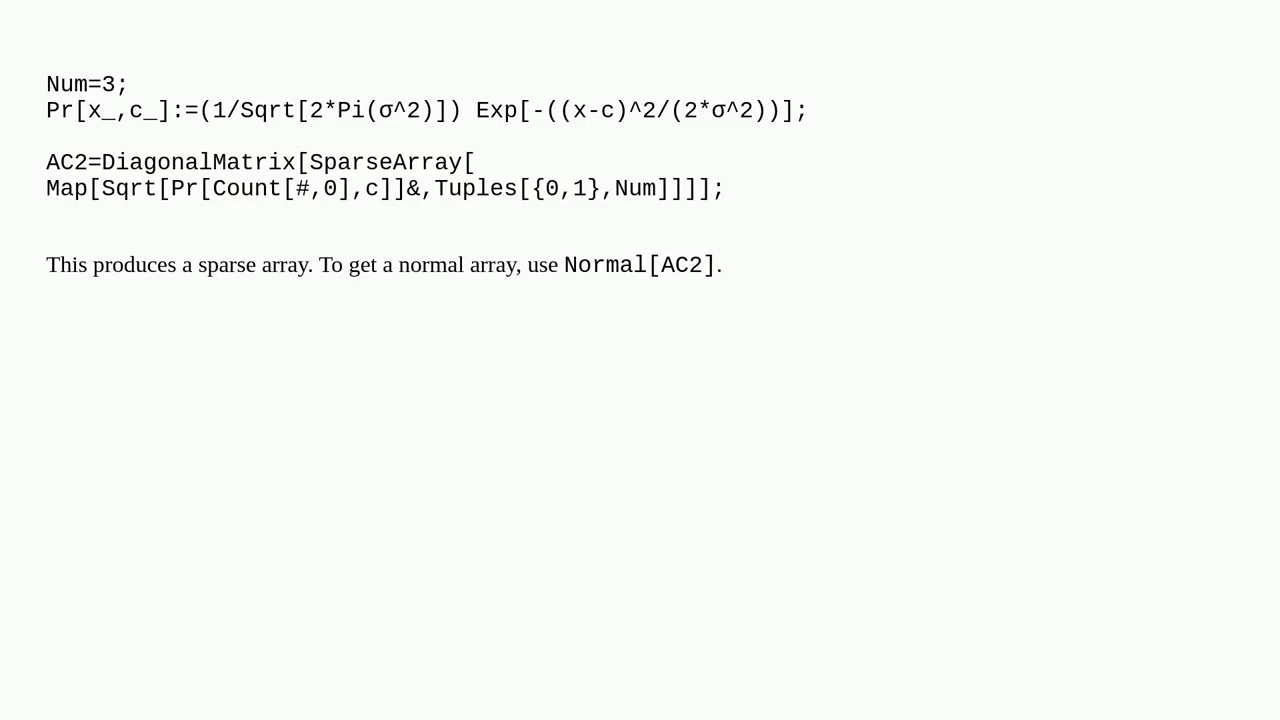 Num=3;
Pr[x_,c_]:=(1/Sqrt[2*Pi(σ^2)]) Exp[-((x-c)^2/(2*σ^2))];
AC2=DiagonalMatrix[SparseArray[
Map[Sqrt[Pr[Count[#,0],c]]&,Tuples[{0,1},Num]]]];
This produces a sparse array. To get a normal array, use Normal[AC2].